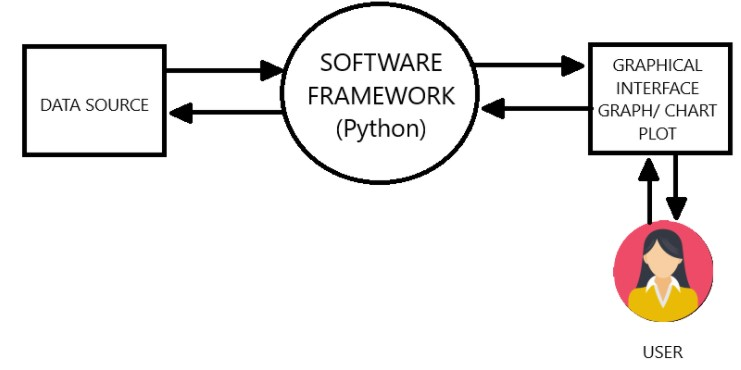 DATA SOURCE
SOFTWARE
FRAMEWORK
(Python)
GRAPHICAL
INTERFACE
GRAPH/ CHART
PLOT
USER